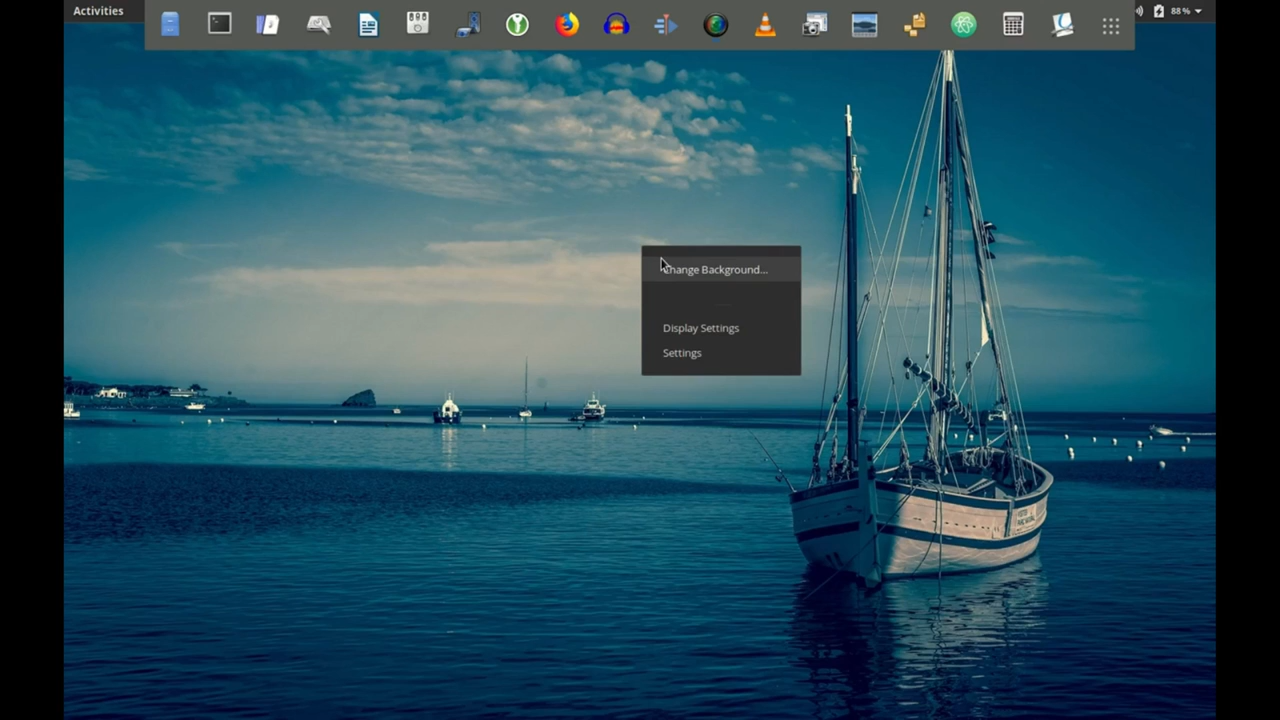 Activities
88 %
Change Background...
Display Settings
Settings